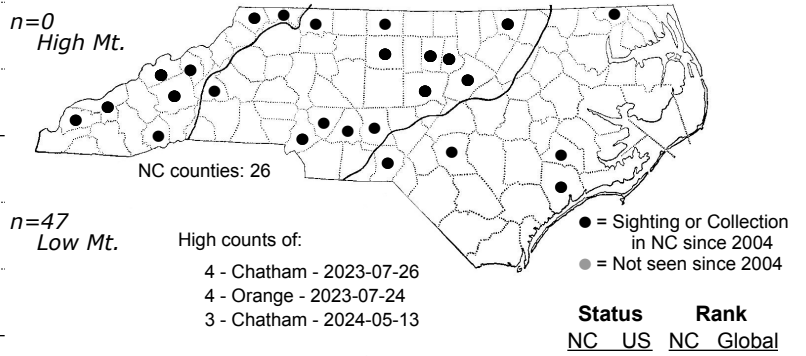 n=0
High Mt.
NC counties: 26
n=47
Low Mt.
High counts of:
4 - Chatham - 2023-07-26
4 - Orange - 2023-07-24
3 - Chatham - 2024-05-13
= Sighting or Collection
in NC since 2004
= Not seen since 2004
Status Rank
NC US NC Global